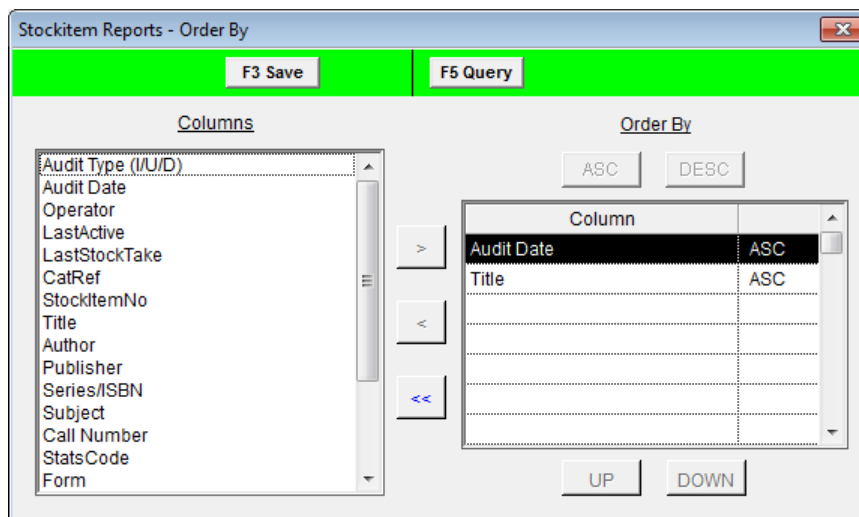 Stockitem Reports - Order By
F3 Save
F5 Query
Columns
Audit Type (I/U/D)
Audit Date
Operator
LastActive
LastStockTake
CatRef
StockItemNo
Title
Author
Publisher
Series/ISBN
Subject
Call Number
StatsCode
Form
>
<
<<
Order By
ASC DESC
Column
Audit Date ASC
Title ASC
UP DOWN